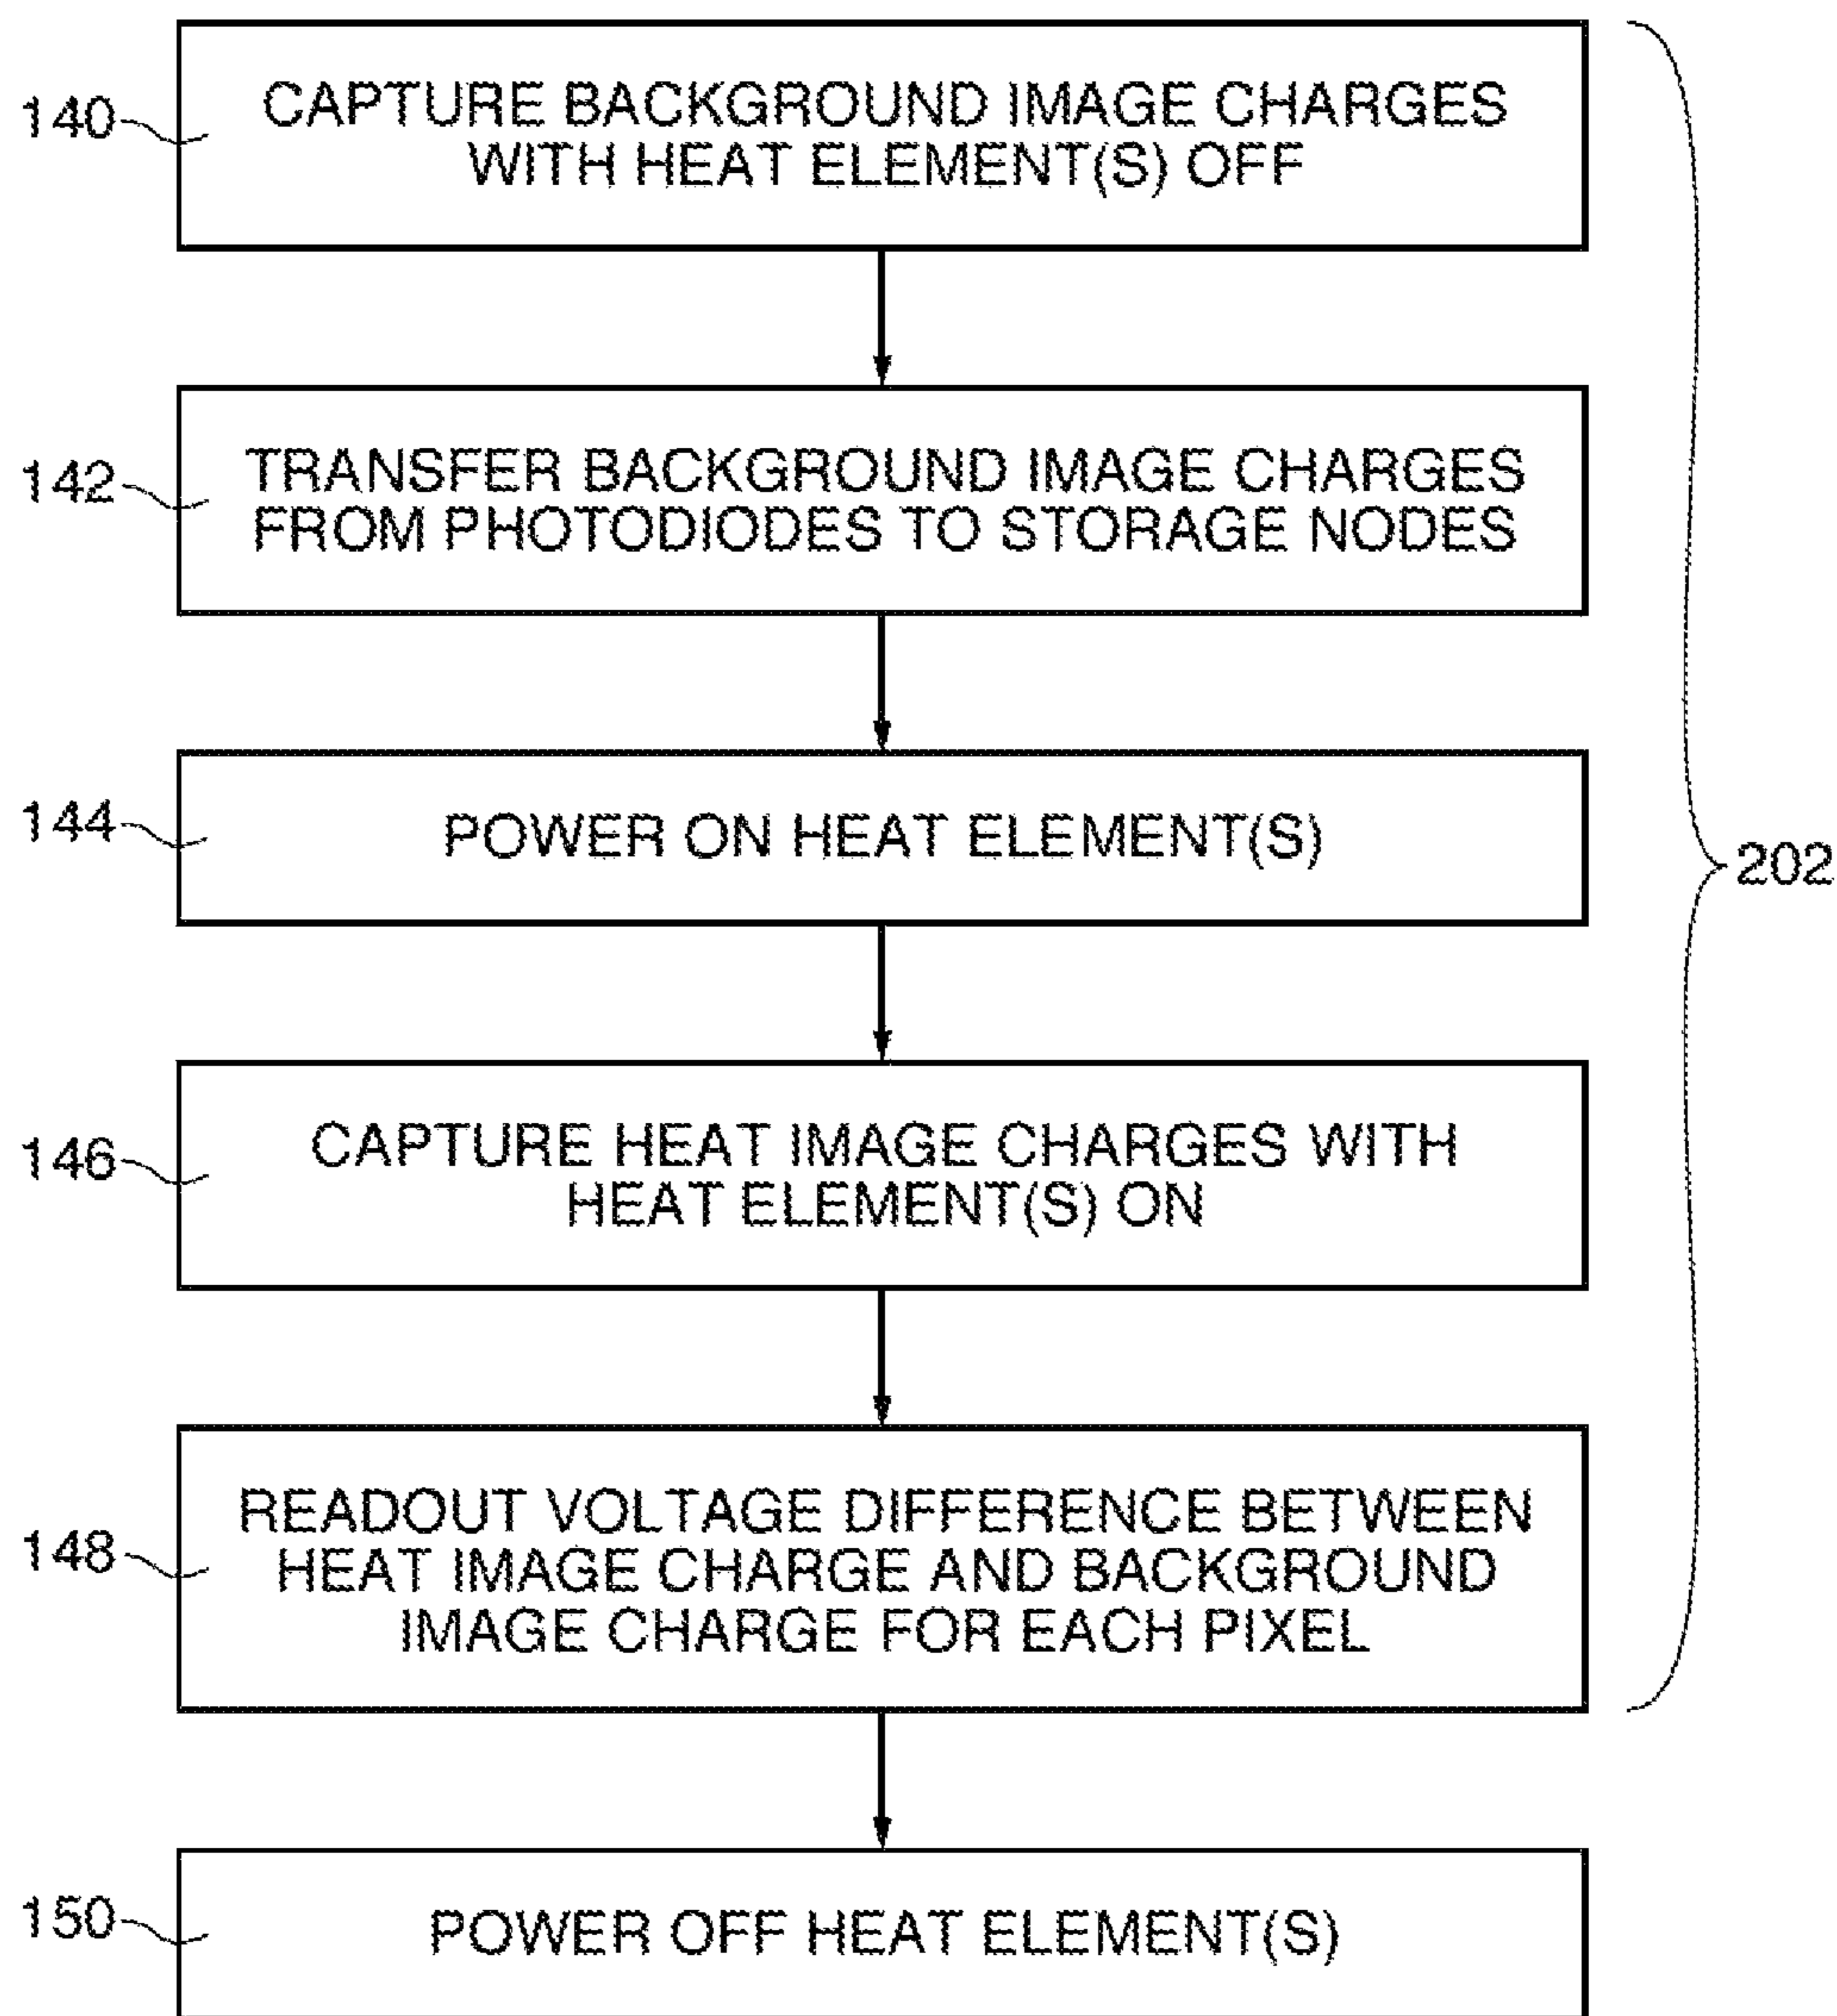 140
CAPTURE BACKGROUND IMAGE CHARGES
WITH HEAT ELEMENT(S) OFF
142
TRANSFER BACKGROUND IMAGE CHARGES
FROM PHOTODIODES TO STORAGE NODES
144
POWER ON HEAT ELEMENT(S)
202
146
CAPTURE HEAT IMAGE CHARGES WITH
HEAT ELEMENT(S) ON
148
READOUT VOLTAGE DIFFERENCE BETWEEN
HEAT IMAGE CHARGE AND BACKGROUND
IMAGE CHARGE FOR EACH PIXEL
150
POWER OFF HEAT ELEMENT(S)